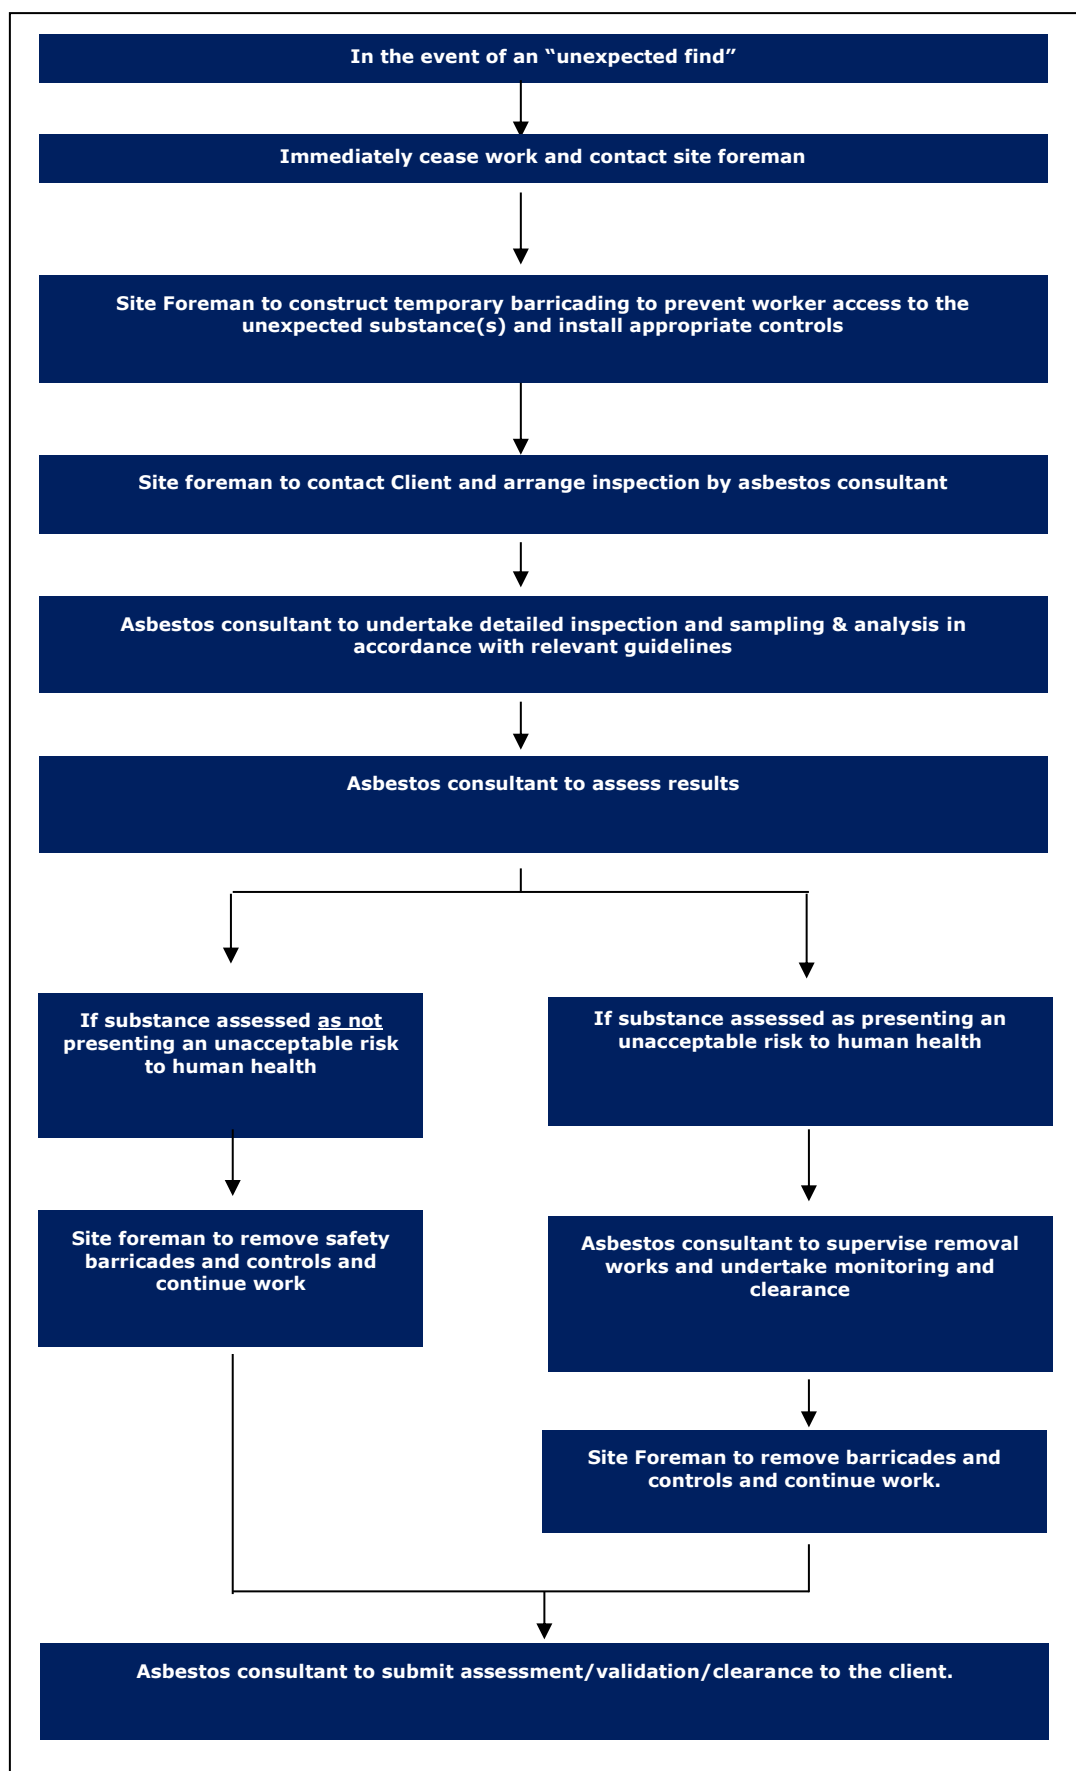 In the event of an “unexpected find”
Immediately cease work and contact site foreman
Site Foreman to construct temporary barricading to prevent worker access to the
unexpected substance(s) and install appropriate controls
Site foreman to contact Client and arrange inspection by asbestos consultant
Asbestos consultant to undertake detailed inspection and sampling & analysis in
accordance with relevant guidelines
Asbestos consultant to assess results
If substance assessed as not
presenting an unacceptable risk
to human health
If substance assessed as presenting an
unacceptable risk to human health
Site foreman to remove safety
barricades and controls and
continue work
Asbestos consultant to supervise removal
works and undertake monitoring and
clearance
Site Foreman to remove barricades and
controls and continue work.
Asbestos consultant to submit assessment/validation/clearance to the client.